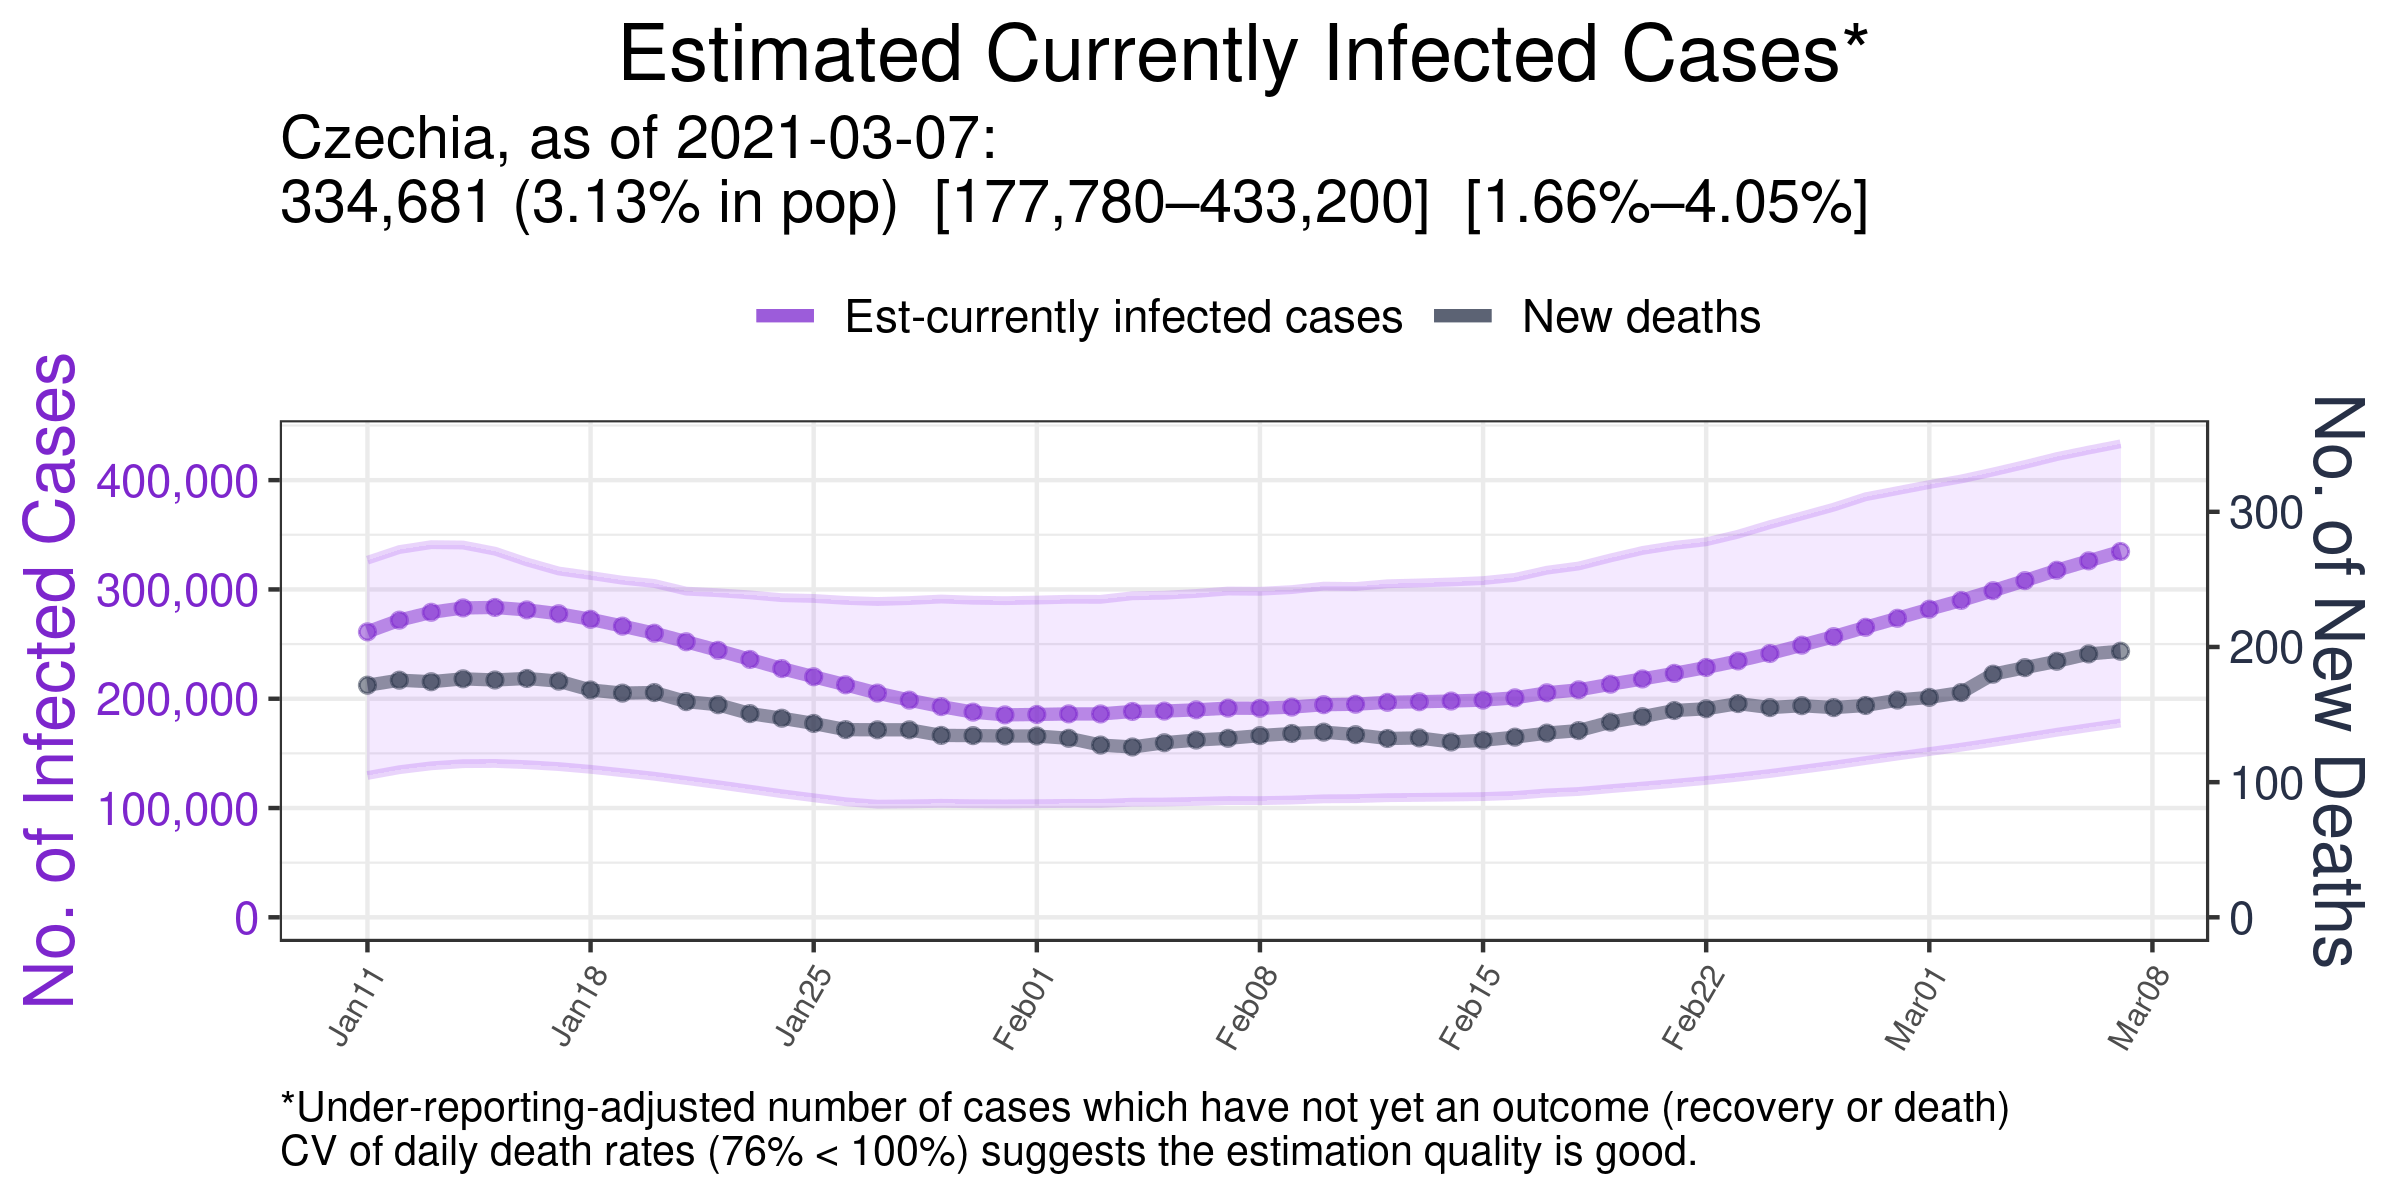 Estimated Currently Infected Cases*
Czechia, as of 2021-03-07:
334,681 (3.13% in pop)  [177,780–433,200]  [1.66%–4.05%]
Est-currently infected cases
New deaths
No. of Infected Cases
400,000
300,000
200,000
100,000
0
No. of New Deaths
300
200
100
0
Jan11
Jan18
Jan25
Feb01
Feb08
Feb15
Feb22
Mar01
Mar08
*Under-reporting-adjusted number of cases which have not yet an outcome (recovery or death)
CV of daily death rates (76% < 100%) suggests the estimation quality is good.